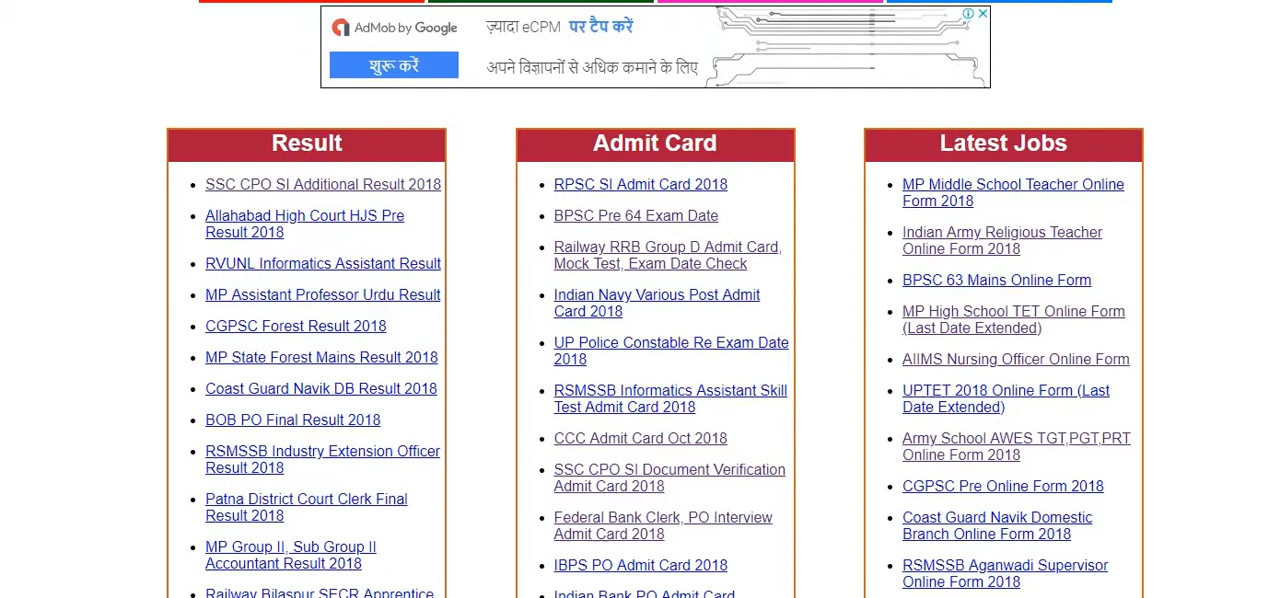 AdMob by Google
ज़्यादा eCPM पर टैप करें
शुरू करें
अपने विज्ञापनों से अधिक कमाने के लिए
Result
SSC CPO SI Additional Result 2018
Allahabad High Court HJS Pre
Result 2018
RVUNL Informatics Assistant Result
MP Assistant Professor Urdu Result
CGPSC Forest Result 2018
MP State Forest Mains Result 2018
Coast Guard Navik DB Result 2018
BOB PO Final Result 2018
RSMSSB Industry Extension Officer
Result 2018
Patna District Court Clerk Final
Result 2018
MP Group II, Sub Group II
Accountant Result 2018
Railway Bilaspur SECR Apprentice
Admit Card
RPSC SI Admit Card 2018
BPSC Pre 64 Exam Date
Railway RRB Group D Admit Card,
Mock Test, Exam Date Check
Indian Navy Various Post Admit
Card 2018
UP Police Constable Re Exam Date
2018
RSMSSB Informatics Assistant Skill
Test Admit Card 2018
CCC Admit Card Oct 2018
SSC CPO SI Document Verification
Admit Card 2018
Federal Bank Clerk, PO Interview
Admit Card 2018
IBPS PO Admit Card 2018
Indian Bank PO Admit Card
Latest Jobs
MP Middle School Teacher Online
Form 2018
Indian Army Religious Teacher
Online Form 2018
BPSC 63 Mains Online Form
MP High School TET Online Form
(Last Date Extended)
AIIMS Nursing Officer Online Form
UPTET 2018 Online Form (Last
Date Extended)
Army School AWES TGT,PGT,PRT
Online Form 2018
CGPSC Pre Online Form 2018
Coast Guard Navik Domestic
Branch Online Form 2018
RSMSSB Aganwadi Supervisor
Online Form 2018